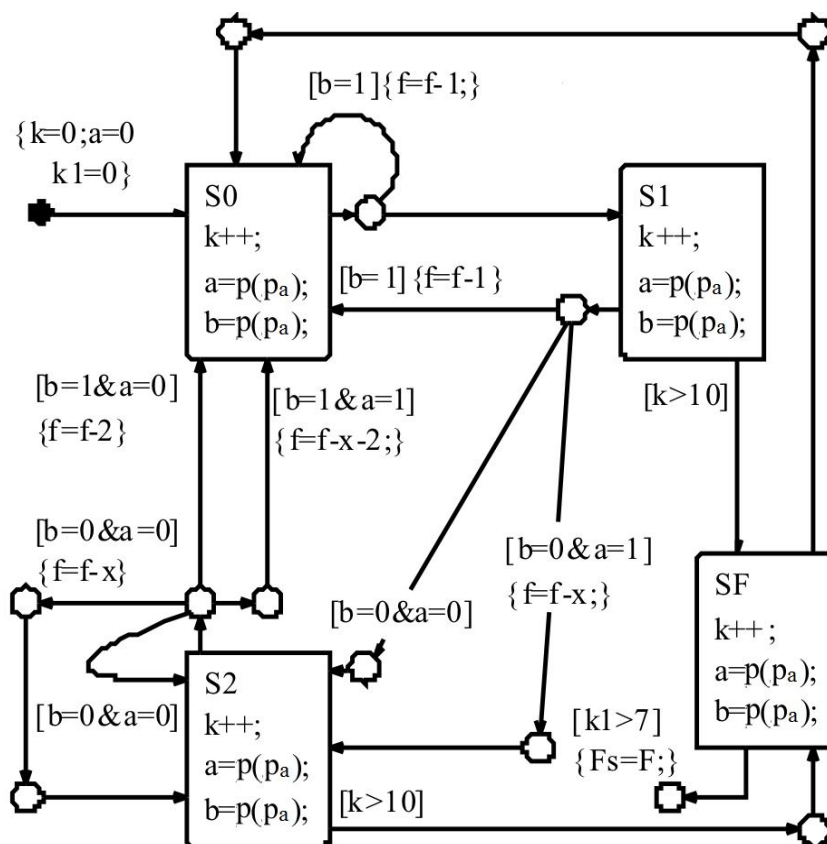 [b=1]{f=f-1;}
{k=0;a=0
k1=0}
S0
k++;
a=p(pa);
b=p(pa);
S1
k++;
a=p(pa);
b=p(pa);
[b=1]{f=f-1}
[b=1&a=0]
{f=f-2}
[b=1&a=1]
{f=f-x-2;}
[k>10]
[b=0&a=0]
{f=f-x}
[b=0&a=1]
{f=f-x;}
[b=0&a=0]
SF
k++;
a=p(pa);
b=p(pa);
[b=0&a=0]
S2
k++;
a=p(pa);
b=p(pa);
[k1>7]
{Fs=F;}
[k>10]